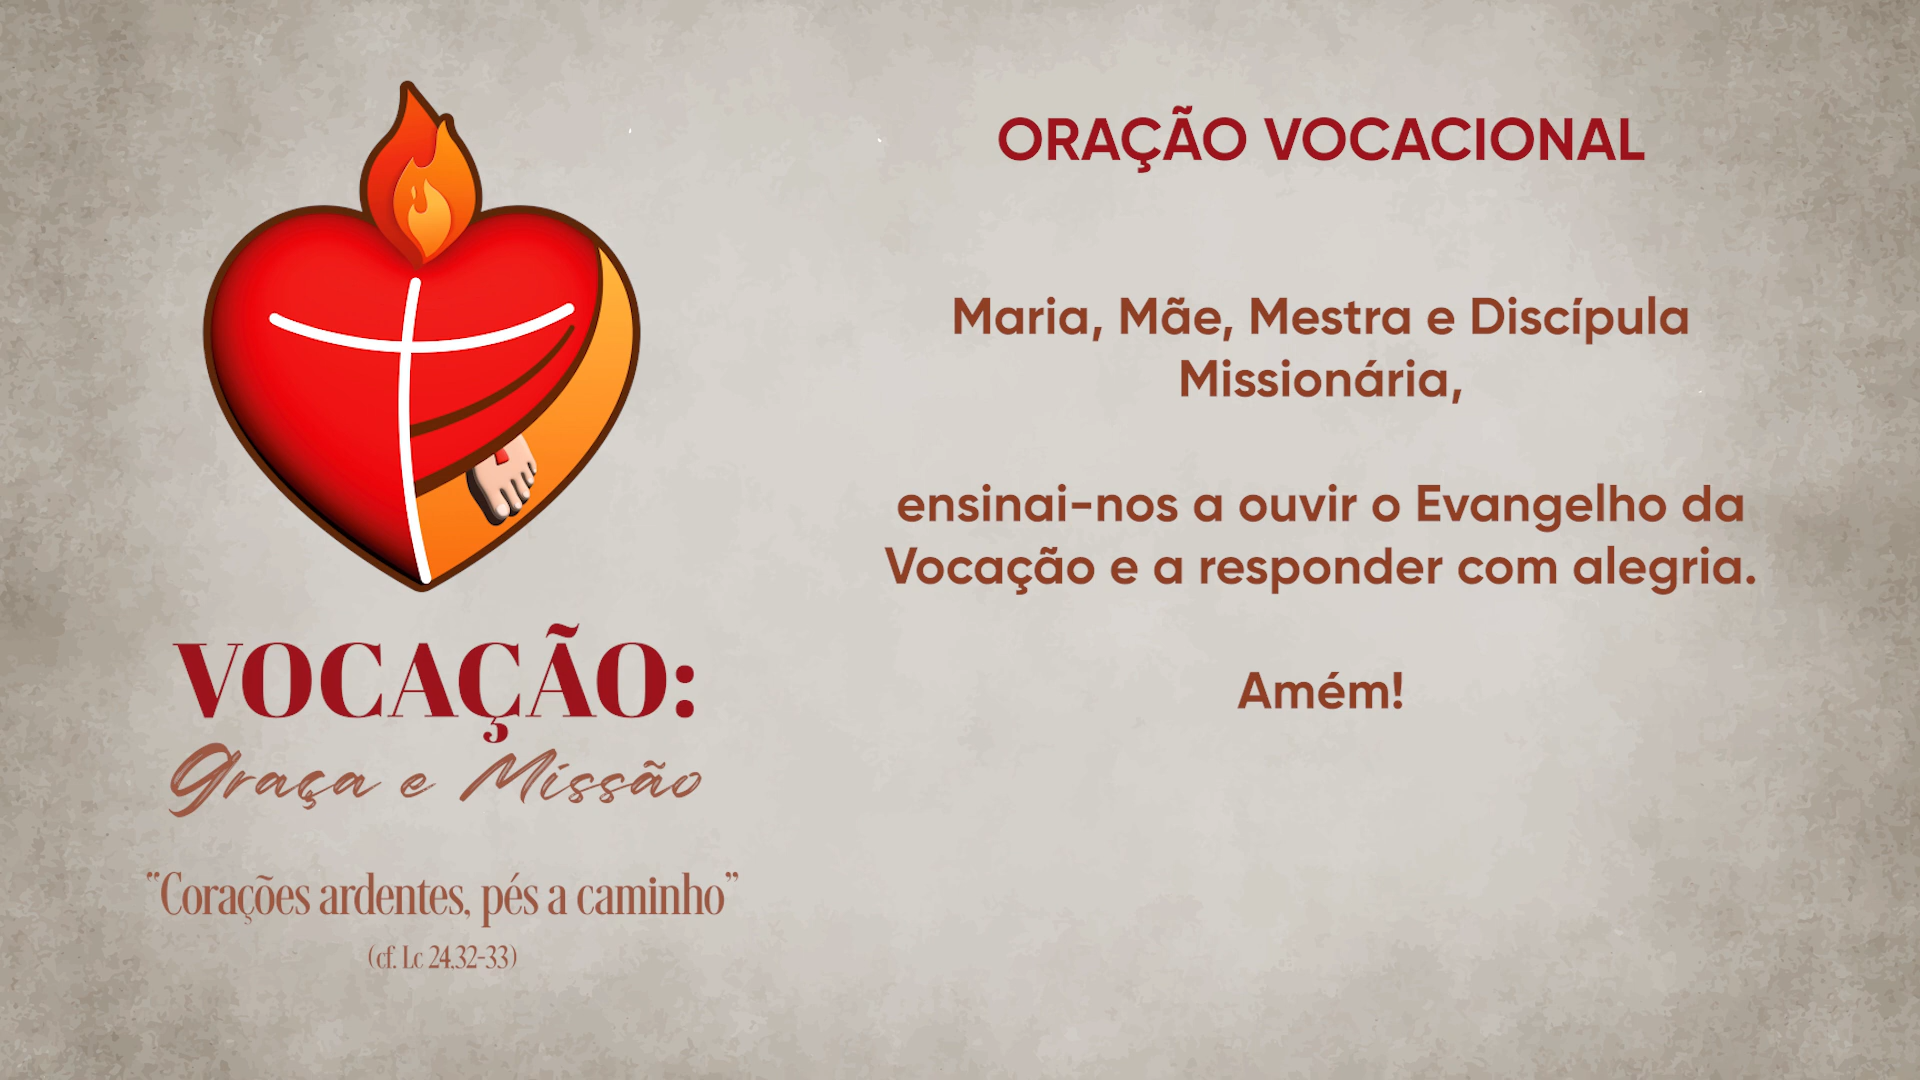 VOCAÇÃO:
Graça e Missão
“Corações ardentes, pés a caminho”
(cf. Lc 24,32-33)
ORAÇÃO VOCACIONAL
Maria, Mãe, Mestra e Discípula
Missionária,
ensinai-nos a ouvir o Evangelho da
Vocação e a responder com alegria.
Amém!